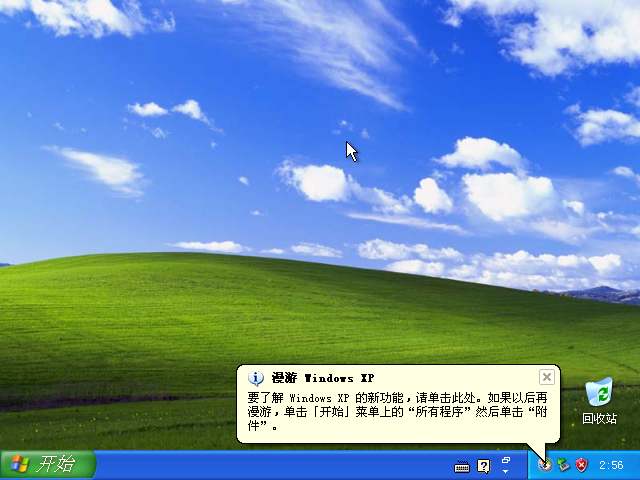 漫游 Windows XP
要了解 Windows XP 的新功能，请单击此处。如果以后再
漫游，单击「开始」菜单上的“所有程序”然后单击“附
件”。
回收站
开始
2:56